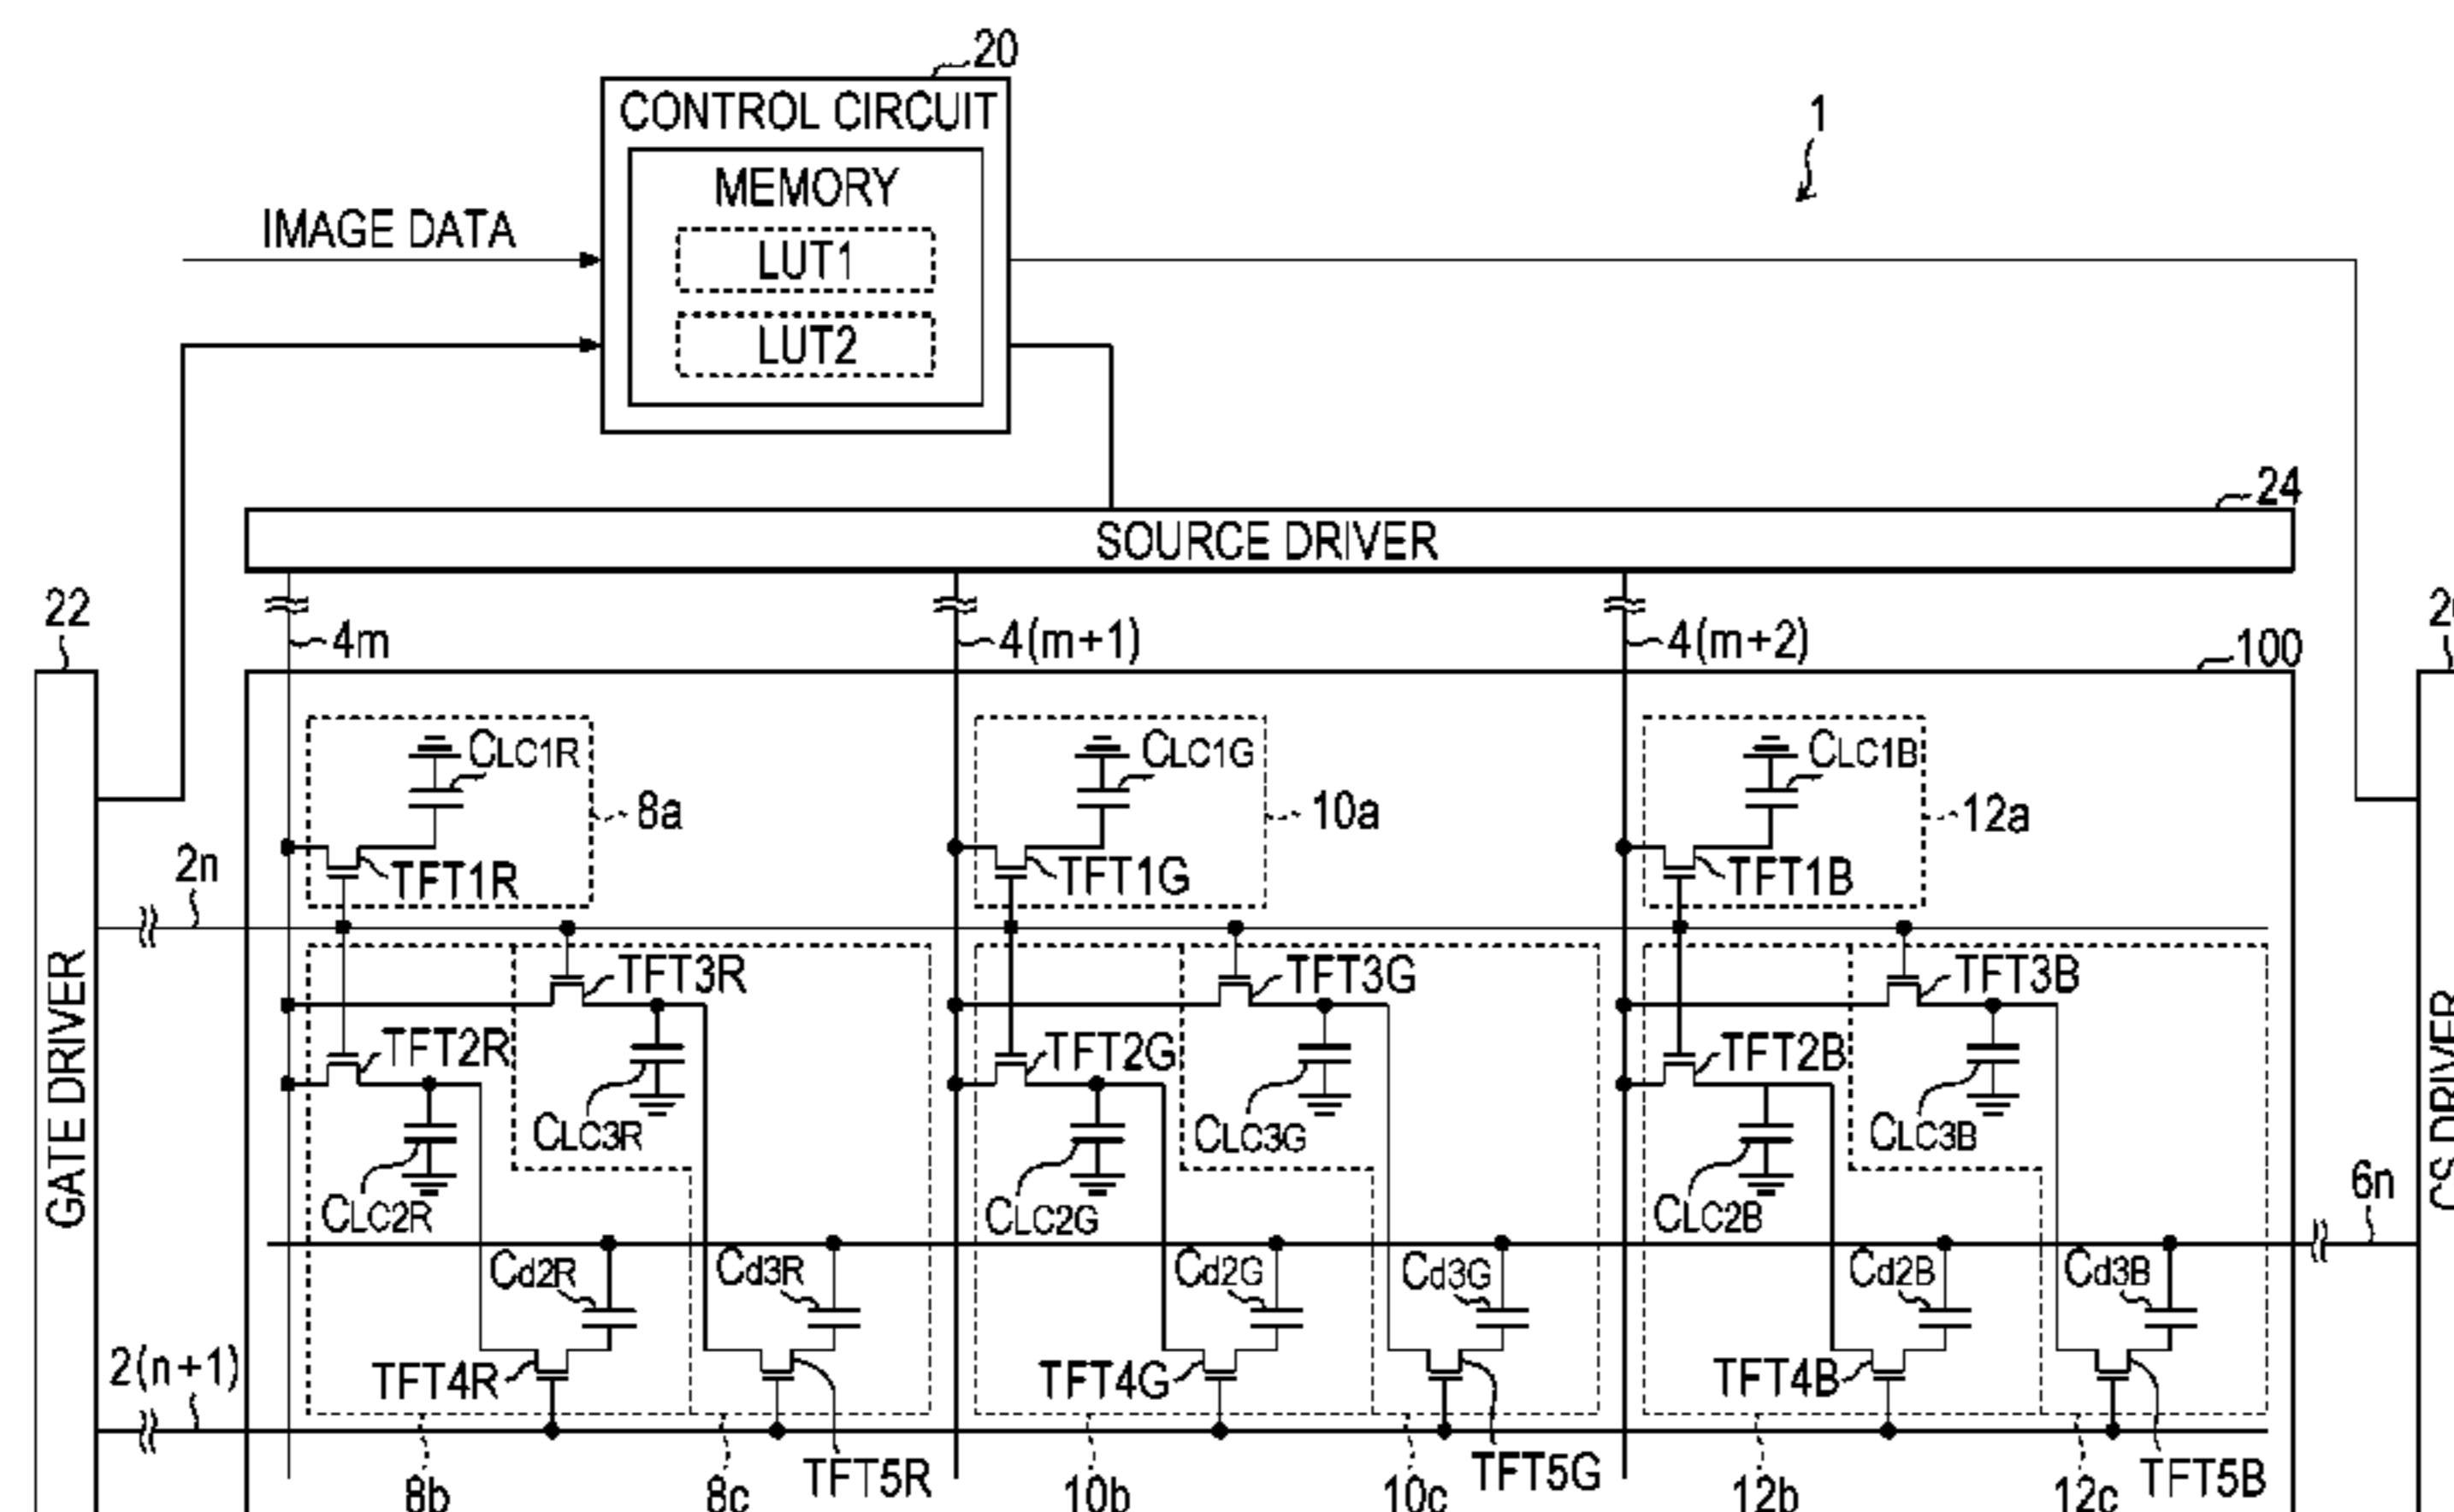 20
CONTROL CIRCUIT
1
MEMORY
IMAGE DATA
LUT1
LUT2
24
SOURCE DRIVER
22
4m
4(m+1)
4(m+2)
100
CLC1R
CLC1G
CLC1B
8a
10a
12a
2n
TFT1R
TFT1G
TFT1B
TFT3R
TFT3G
TFT3B
GATE DRIVER
TFT2R
TFT2G
TFT2B
CS DRIVER
CLC3R
CLC3G
CLC3B
6n
CLC2R
CLC2G
CLC2B
Cd2R
Cd3R
Cd2G
Cd3G
Cd2B
Cd3B
2(n+1)
TFT4R
TFT4G
TFT4B
8b
8c
TFT5R
10b
10c
TFT5G
12b
12c
TFT5B